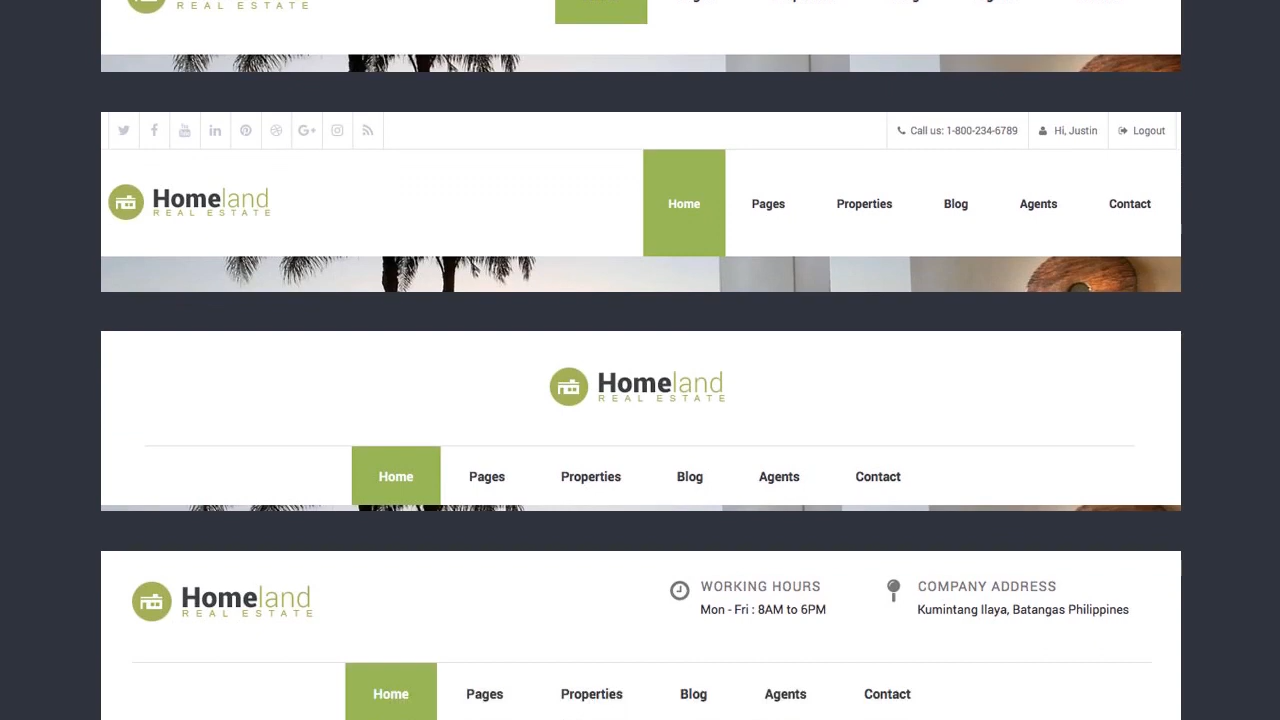 REAL ESTATE
Call us: 1-800-234-6789 Hi, Justin Logout
Homeland
REAL ESTATE
Home Pages Properties Blog Agents Contact
Homeland
REAL ESTATE
Home Pages Properties Blog Agents Contact
Homeland
REAL ESTATE
WORKING HOURS COMPANY ADDRESS
Mon - Fri : 8AM to 6PM Kumintang Ilaya, Batangas Philippines
Home Pages Properties Blog Agents Contact